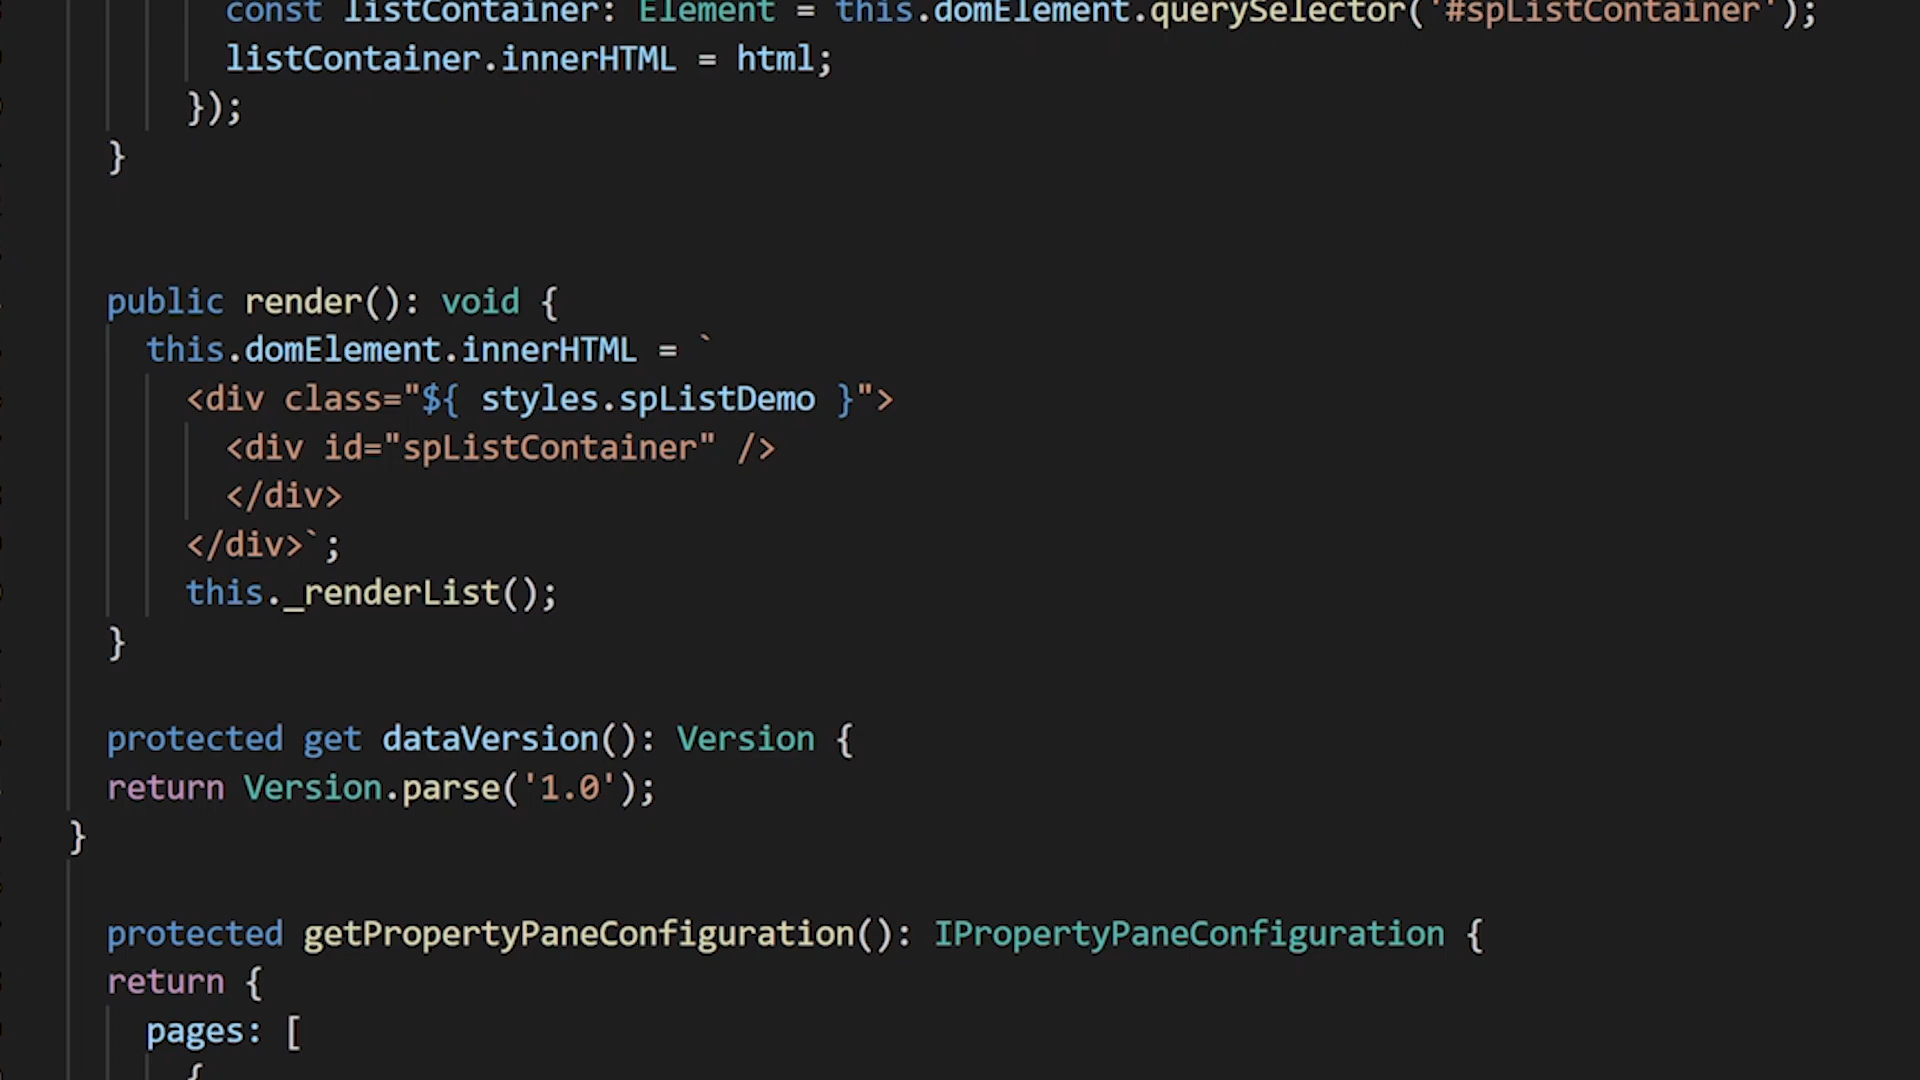 const listContainer: Element = this.domElement.querySelector('#spListContainer');
listContainer.innerHTML = html;
});
}
public render(): void {
this.domElement.innerHTML = `
<div class="${ styles.spListDemo }">
<div id="spListContainer" />
</div>
</div>`;
this._renderList();
}
protected get dataVersion(): Version {
return Version.parse('1.0');
}
protected getPropertyPaneConfiguration(): IPropertyPaneConfiguration {
return {
pages: [
{